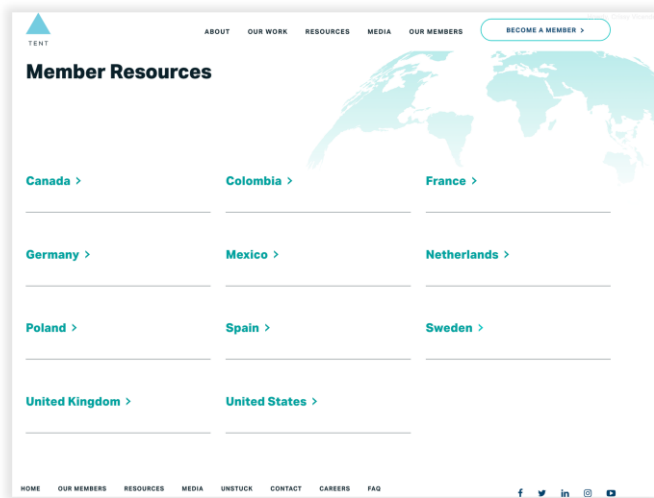 TENT
ABOUT OUR WORK RESOURCES MEDIA OUR MEMBERS BECOME A MEMBER >
Member Resources
Canada > Colombia > France >
Germany > Mexico > Netherlands >
Poland > Spain > Sweden >
United Kingdom > United States >
HOME OUR MEMBERS RESOURCES MEDIA UNSTUCK CONTACT CAREERS FAQ